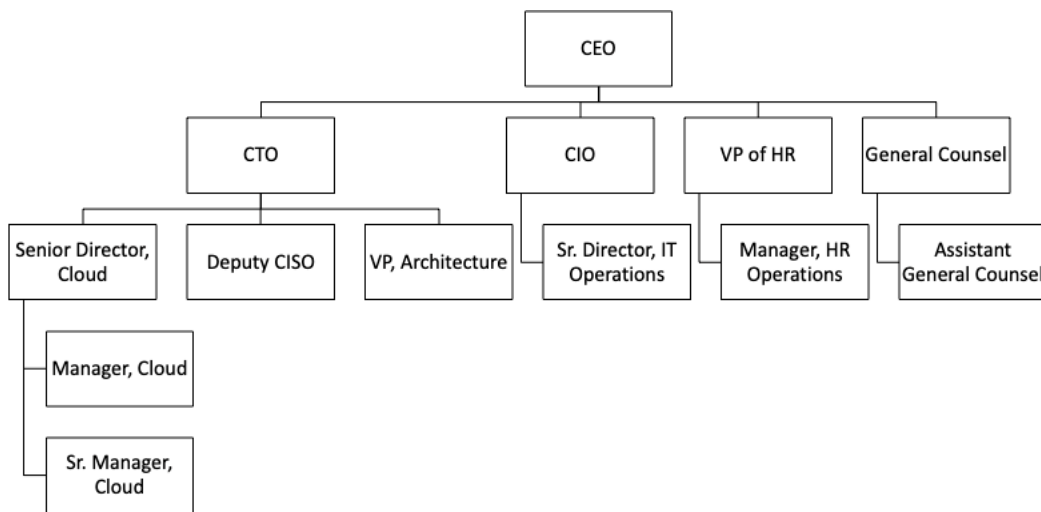 CEO
CTO
CIO
VP of HR
General Counsel
Senior Director,
Cloud
Deputy CISO
VP, Architecture
Sr. Director, IT
Operations
Manager, HR
Operations
Assistant
General Counsel
Manager, Cloud
Sr. Manager,
Cloud